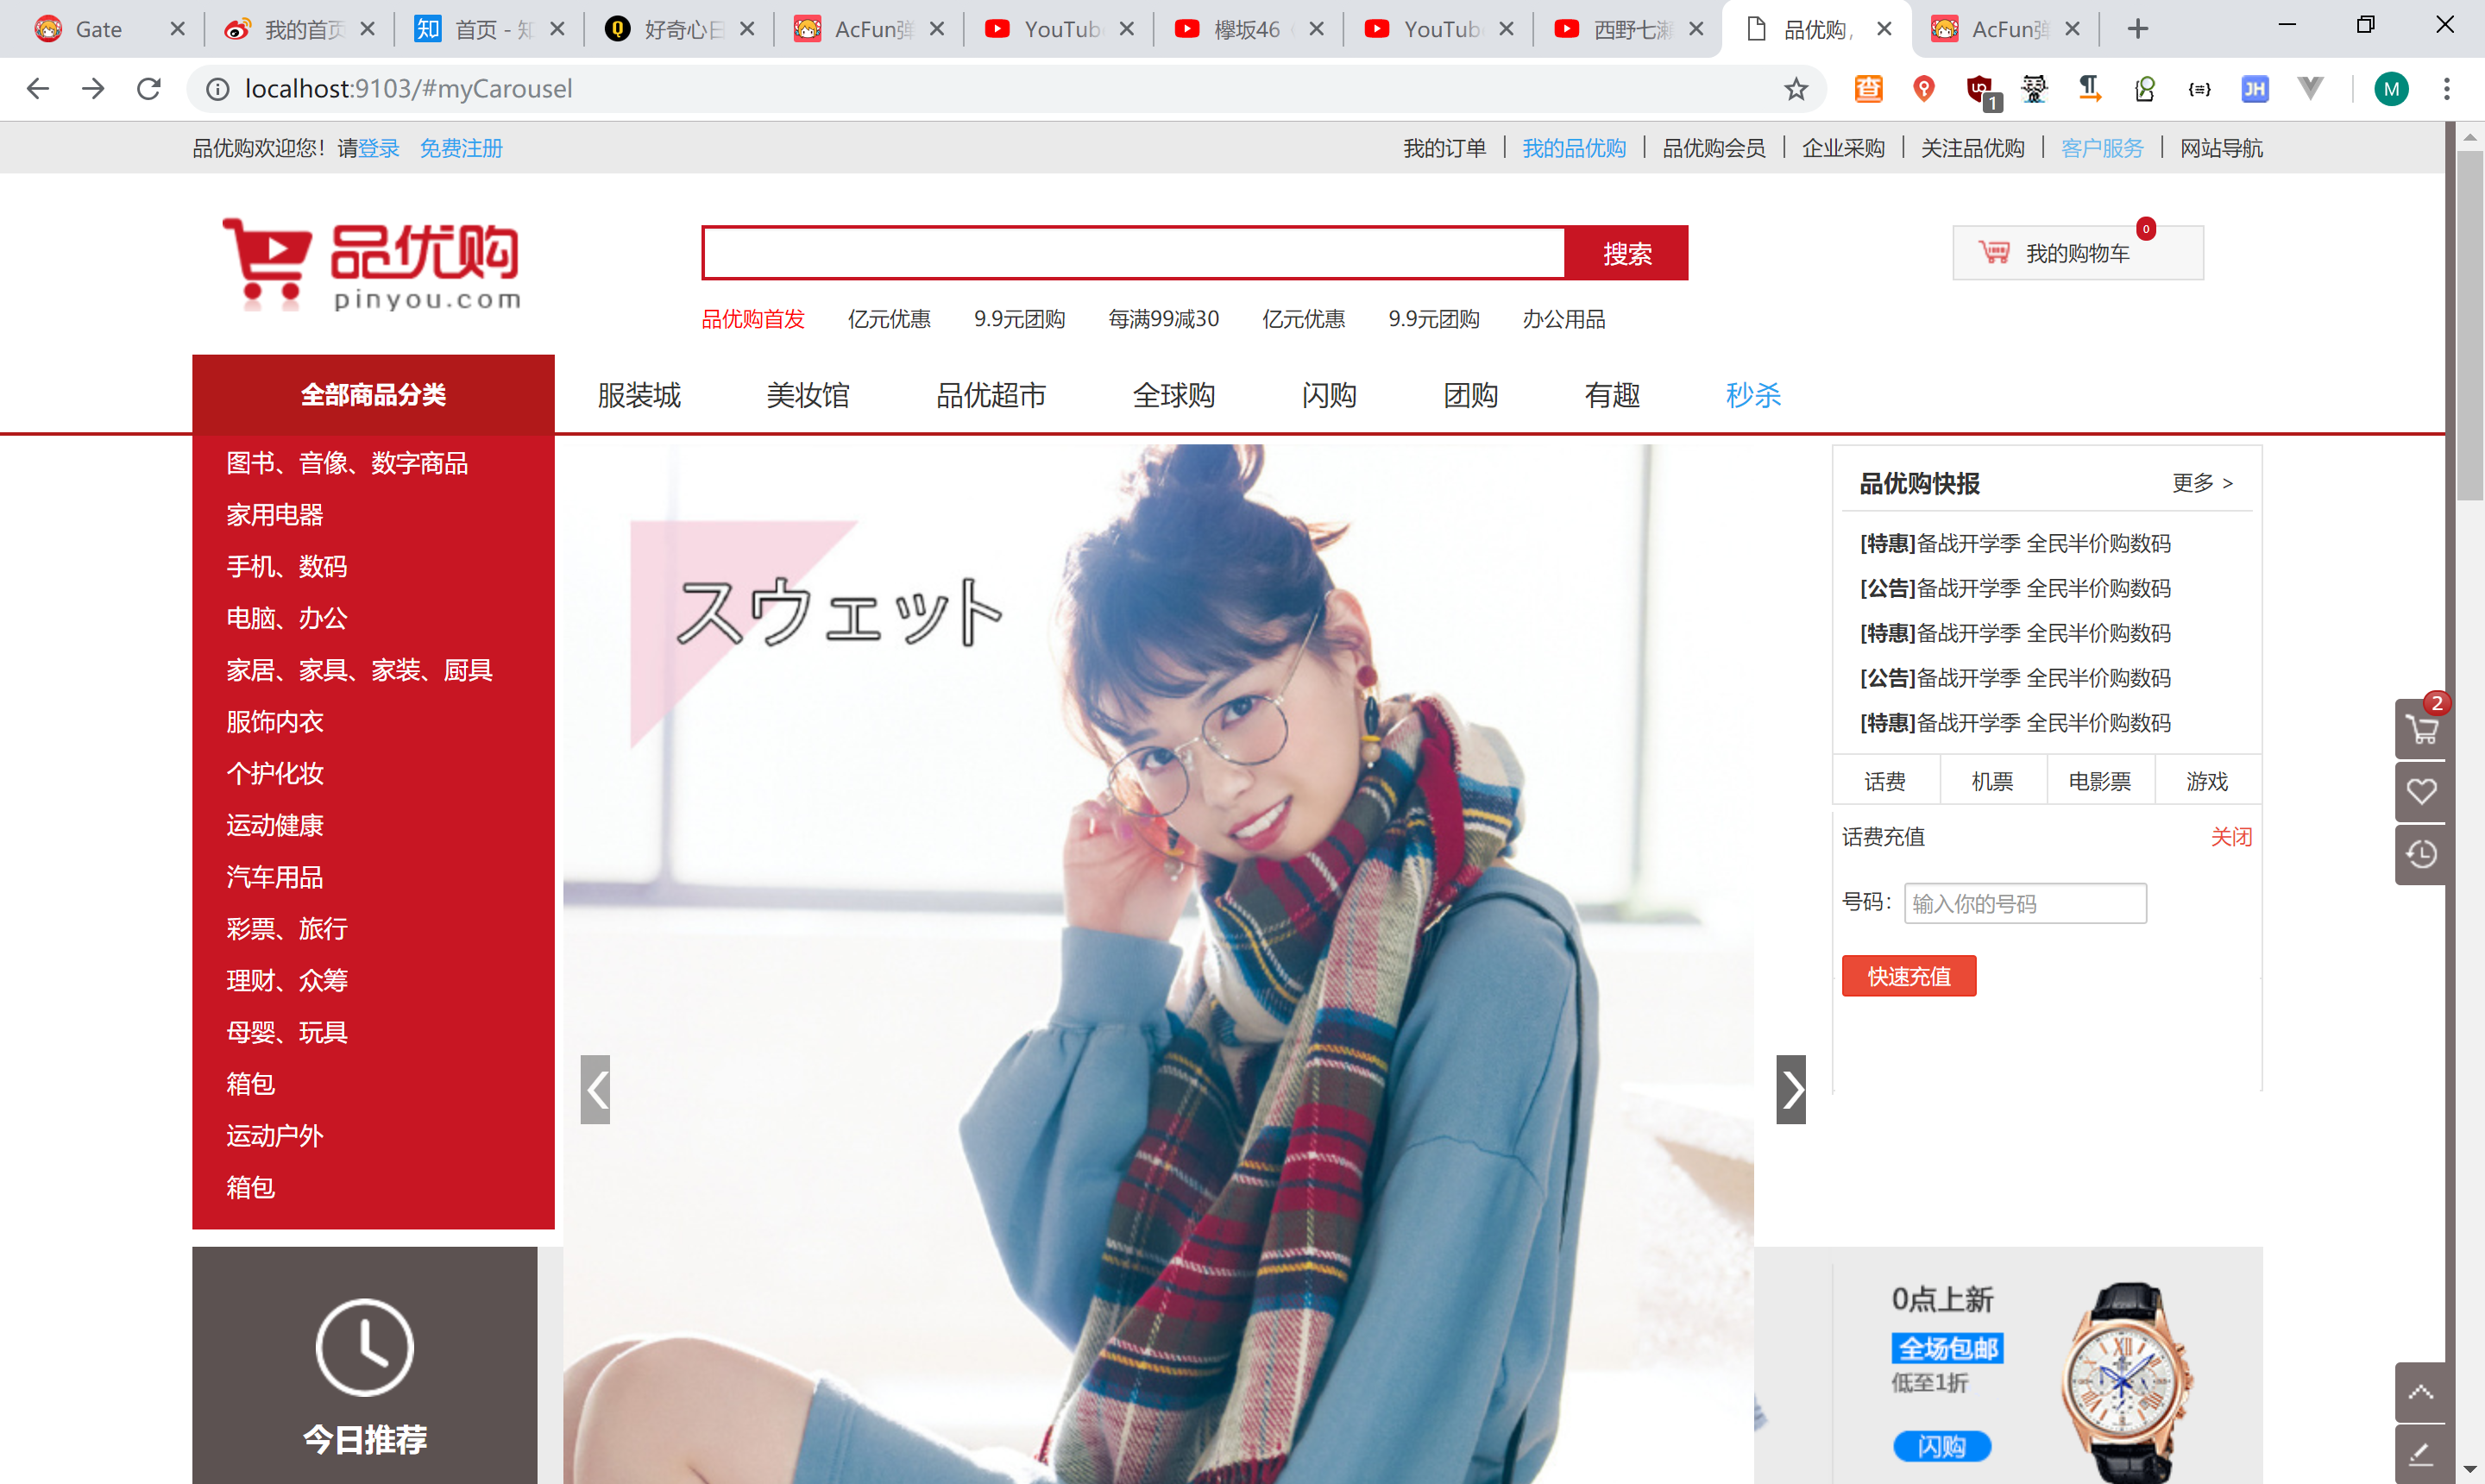 Gate
我的首页
首页 - 知
好奇心日
AcFun弹
YouTub
欅坂46
YouTub
西野七瀬
品优购，
AcFun弹
localhost:9103/#myCarousel
1
JH
M
品优购欢迎您！请登录 免费注册
我的订单 我的品优购 品优购会员 企业采购 关注品优购 客户服务 网站导航
品优购
pinyou.com
搜索
0
我的购物车
品优购首发 亿元优惠 9.9元团购 每满99减30 亿元优惠 9.9元团购 办公用品
全部商品分类
服装城 美妆馆 品优超市 全球购 闪购 团购 有趣 秒杀
图书、音像、数字商品
家用电器
手机、数码
电脑、办公
家居、家具、家装、厨具
服饰内衣
个护化妆
运动健康
汽车用品
彩票、旅行
理财、众筹
母婴、玩具
箱包
运动户外
箱包
スウェット
品优购快报 更多 >
[特惠]备战开学季 全民半价购数码
[公告]备战开学季 全民半价购数码
[特惠]备战开学季 全民半价购数码
[公告]备战开学季 全民半价购数码
[特惠]备战开学季 全民半价购数码
话费 机票 电影票 游戏
话费充值 关闭
号码： 输入你的号码
快速充值
2
今日推荐
0点上新
全场包邮
低至1折
闪购